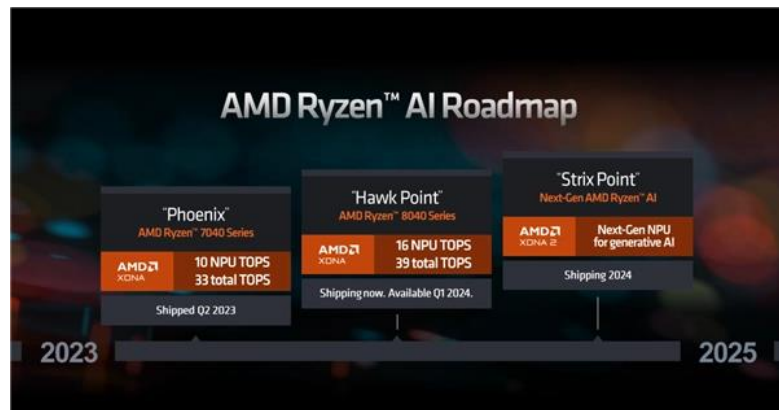 AMD Ryzen™ AI Roadmap
"Phoenix"
AMD Ryzen™ 7040 Series
AMD
XDNA
10 NPU TOPS
33 total TOPS
Shipped Q2 2023
"Hawk Point"
AMD Ryzen™ 8040 Series
AMD
XDNA
16 NPU TOPS
39 total TOPS
Shipping now. Available Q1 2024.
"Strix Point"
Next-Gen AMD Ryzen™ AI
AMD
XDNA 2
Next-Gen NPU
for generative AI
Shipping 2024
2023
2025